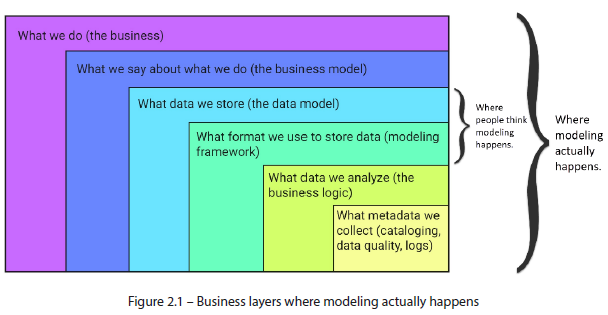 What we do (the business)
What we say about what we do (the business model)
What data we store (the data model)
What format we use to store data (modeling
framework)
What data we analyze (the
business logic)
What metadata we
collect (cataloging,
data quality, logs)
Where
people think
modeling
happens.
Where
modeling
actually
happens.
Figure 2.1 – Business layers where modeling actually happens